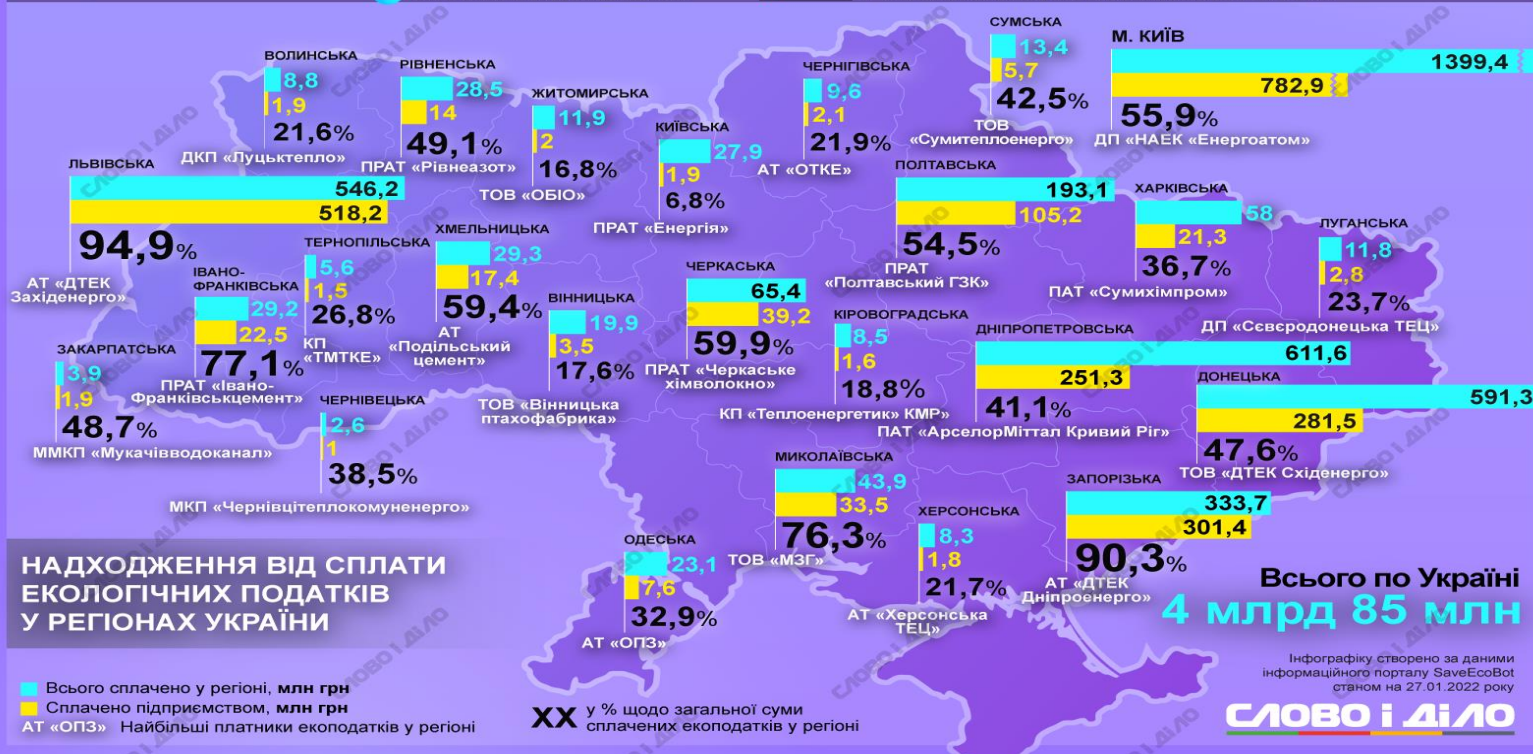 ВОЛИНСЬКА
8,8
1,9
21,6%
ДКП «Луцьктепло»
РІВНЕНСЬКА
28,5
14
49,1%
ПРАТ «Рівнеазот»
ЖИТОМИРСЬКА
11,9
2
16,8%
ТОВ «ОБІО»
КИЇВСЬКА
27,9
1,9
6,8%
ПРАТ «Енергія»
ЧЕРНІГІВСЬКА
9,6
2,1
21,9%
АТ «ОТКЕ»
СУМСЬКА
13,4
5,7
42,5%
ТОВ
«Сумитеплоенерго»
М. КИЇВ
1399,4
782,9
55,9%
ДП «НАЕК «Енергоатом»
ЛЬВІВСЬКА
546,2
518,2
94,9%
АТ «ДТЕК
Західенерго»
ІВАНО-
ФРАНКІВСЬКА
29,2
22,5
77,1%
ПРАТ «Івано-
Франківськцемент»
ТЕРНОПІЛЬСЬКА
5,6
1,5
26,8%
КП
«ТМТКЕ»
ХМЕЛЬНИЦЬКА
29,3
17,4
59,4%
АТ
«Подільський
цемент»
ВІННИЦЬКА
19,9
3,5
17,6%
ТОВ «Вінницька
птахофабрика»
ЧЕРКАСЬКА
65,4
39,2
59,9%
ПРАТ «Черкаське
хімволокно»
ПОЛТАВСЬКА
193,1
105,2
54,5%
ПРАТ
«Полтавський ГЗК»
ХАРКІВСЬКА
58
21,3
36,7%
ПАТ «Сумихімпром»
ЛУГАНСЬКА
11,8
2,8
23,7%
ДП «Сєвєродонецька ТЕЦ»
ЗАКАРПАТСЬКА
3,9
1,9
48,7%
ММКП «Мукачівводоканал»
ЧЕРНІВЕЦЬКА
2,6
1
38,5%
МКП «Чернівцітеплокомуненерго»
КІРОВОГРАДСЬКА
8,5
1,6
18,8%
КП «Теплоенергетик» КМР»
ДНІПРОПЕТРОВСЬКА
611,6
251,3
41,1%
ПАТ «АрселорМіттал Кривий Ріг»
ДОНЕЦЬКА
591,3
281,5
47,6%
ТОВ «ДТЕК Східенерго»
МИКОЛАЇВСЬКА
43,9
33,5
76,3%
ТОВ «МЗГ»
ХЕРСОНСЬКА
8,3
1,8
21,7%
АТ «Херсонська
ТЕЦ»
ЗАПОРІЗЬКА
333,7
301,4
90,3%
АТ «ДТЕК
Дніпроенерго»
ОДЕСЬКА
23,1
7,6
32,9%
АТ «ОПЗ»
НАДХОДЖЕННЯ ВІД СПЛАТИ
ЕКОЛОГІЧНИХ ПОДАТКІВ
У РЕГІОНАХ УКРАЇНИ
Всього по Україні
4 млрд 85 млн
Інфографіку створено за даними
інформаційного порталу SaveEcoBot
станом на 27.01.2022 року
Всього сплачено у регіоні, млн грн
Сплачено підприємством, млн грн
АТ «ОПЗ» Найбільші платники екоподатків у регіоні
XX у % щодо загальної суми
сплачених екоподатків у регіоні
СЛОВО і ДіЛО